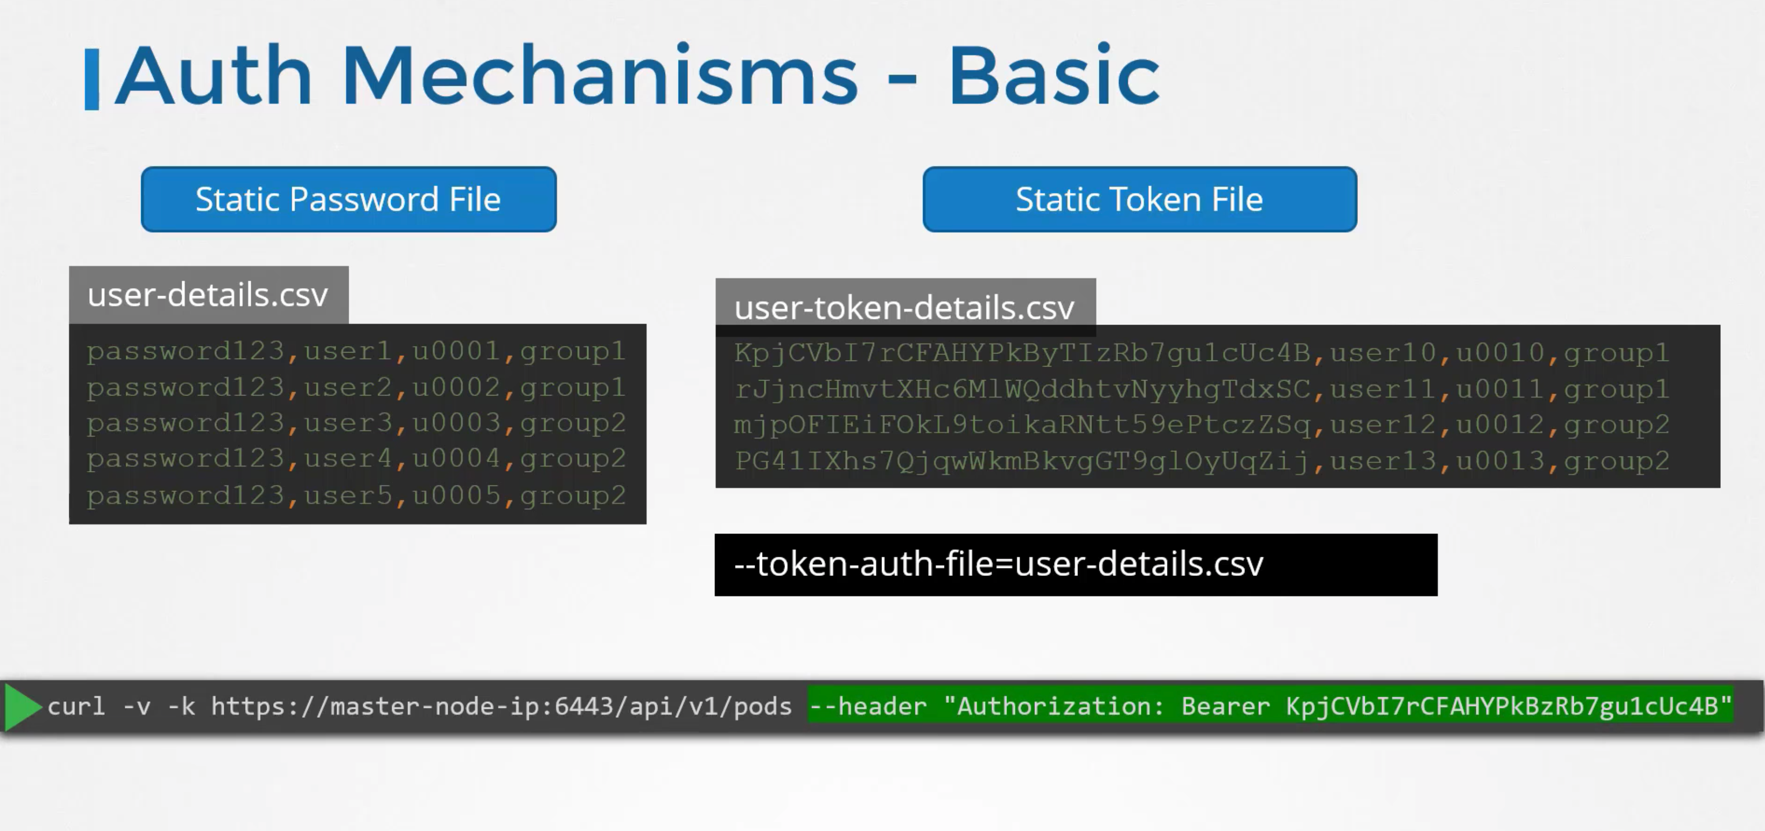 Auth Mechanisms - Basic
Static Password File
user-details.csv
password123,user1,u0001,group1
password123,user2,u0002,group1
password123,user3,u0003,group2
password123,user4,u0004,group2
password123,user5,u0005,group2
Static Token File
user-token-details.csv
KpjCVbI7rCFAHYPkByTIzRb7gu1cUc4B,user10,u0010,group1
rJjncHmvtXHc6MlWQddhtvNyyhgTdxSC,user11,u0011,group1
mjpOFIEiFOkL9toikaRNtt59ePtczZSq,user12,u0012,group2
PG41IXhs7QjqwWkmBkvgGT9glOyUqZij,user13,u0013,group2
--token-auth-file=user-details.csv
curl -v -k https://master-node-ip:6443/api/v1/pods --header "Authorization: Bearer KpjCVbI7rCFAHYPkBzRb7gu1cUc4B"